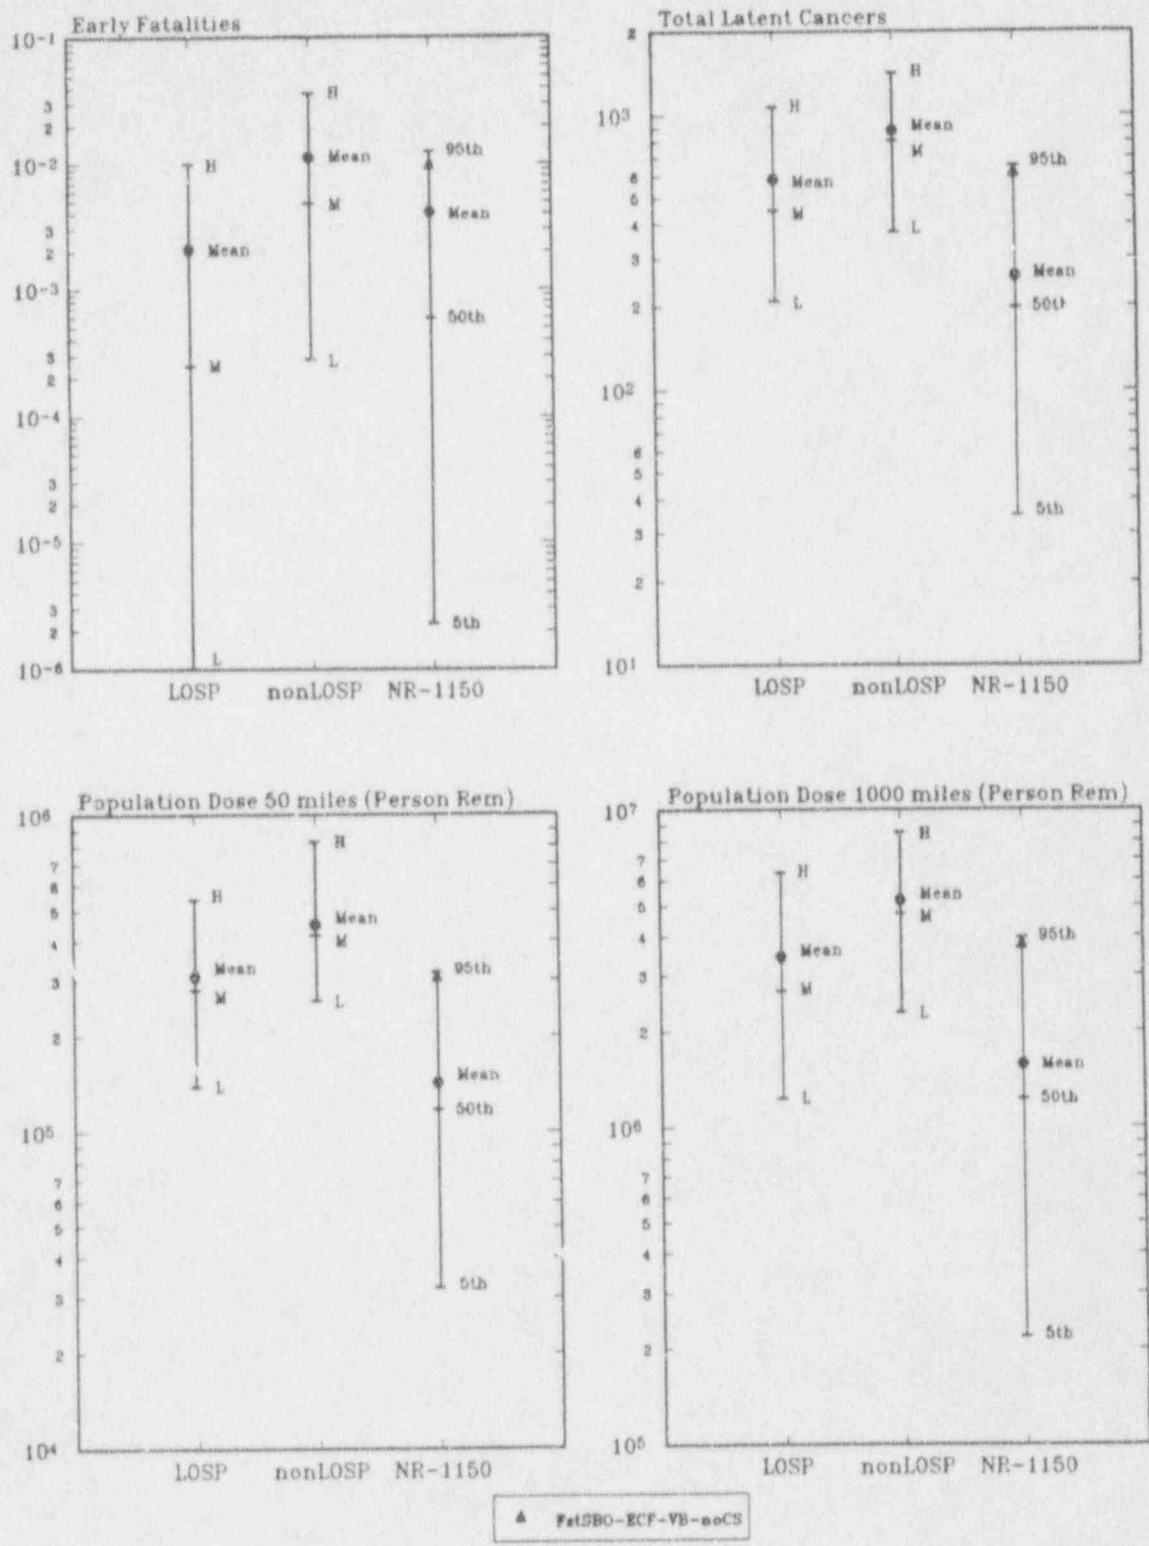 Early Fatalities
10⁻¹
3
2
10⁻²
3
2
10⁻³
3
2
10⁻⁴
3
2
10⁻⁵
3
2
10⁻⁶
H
Mean
M
L
H
Mean
M
L
95th
Mean
50th
5th
LOSP nonLOSP NR-1150
Total Latent Cancers
2
10³
6
5
4
3
2
10²
6
5
4
3
2
10¹
H
Mean
M
L
H
Mean
M
L
95th
Mean
50th
5th
LOSP nonLOSP NR-1150
Population Dose 50 miles (Person Rem)
10⁶
7
6
5
4
3
2
10⁵
7
6
5
4
3
2
10⁴
H
Mean
M
L
H
Mean
M
L
95th
Mean
50th
5th
LOSP nonLOSP NR-1150
Population Dose 1000 miles (Person Rem)
10⁷
7
6
5
4
3
2
10⁶
7
6
5
4
3
2
10⁵
H
Mean
M
L
H
Mean
M
L
95th
Mean
50th
5th
LOSP nonLOSP NR-1150
▲ FstSBO-ECF-VB-noCS